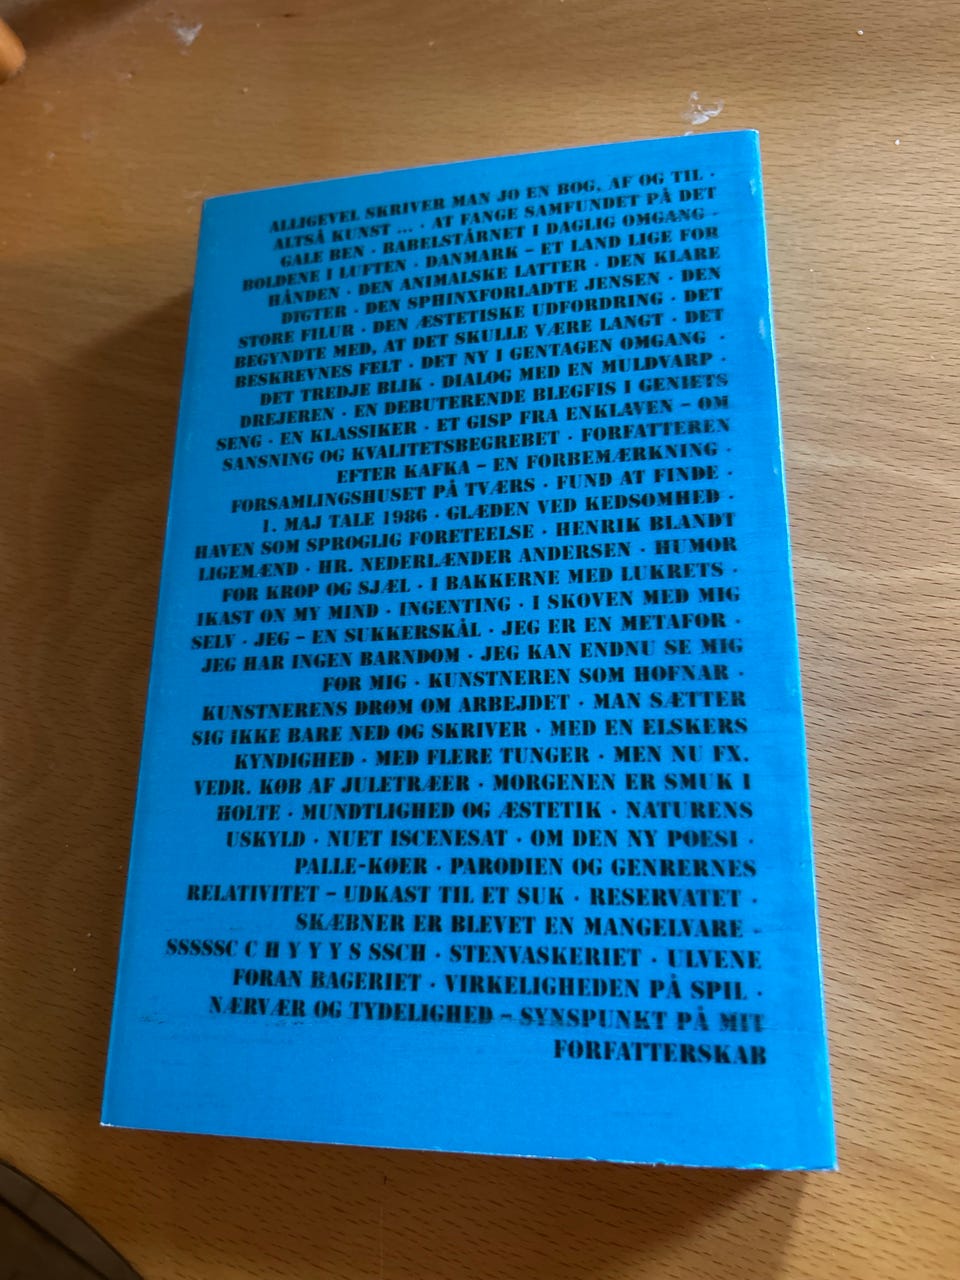 ALLIGEVEL SKRIVER MAN JO EN BOG, AF OG TIL ·
ALTSÅ KUNST ... · AT FANGE SAMFUNDET PÅ DET
GALE BEN · BABELSTÅRNET I DAGLIG OMGANG ·
BOLDENE I LUFTEN · DANMARK – ET LAND LIGE FOR
HÅNDEN · DEN ANIMALSKE LATTER · DEN KLARE
DIGTER · DEN SPHINXFORLADTE JENSEN · DEN
STORE FILUR · DEN ÆSTETISKE UDFORDRING · DET
BEGYNDTE MED, AT DET SKULLE VÆRE LANGT · DET
BESKREVNES FELT · DET NY I GENTAGEN OMGANG ·
DET TREDJE BLIK · DIALOG MED EN MULDVARP ·
DREJEREN · EN DEBUTERENDE BLEGFIS I GENIETS
SENG · EN KLASSIKER · ET GISP FRA ENKLAVEN – OM
SANSNING OG KVALITETSBEGREBET · FORFATTEREN
EFTER KAFKA – EN FORBEMÆRKNING ·
FORSAMLINGSHUSET PÅ TVÆRS · FUND AT FINDE ·
1. MAJ TALE 1986 · GLÆDEN VED KEDSOMHED ·
HAVEN SOM SPROGLIG FORETEELSE · HENRIK BLANDT
LIGEMÆND · HR. NEDERLÆNDER ANDERSEN · HUMOR
FOR KROP OG SJÆL · I BAKKERNE MED LUKRETS ·
IKAST ON MY MIND · INGENTING · I SKOVEN MED MIG
SELV · JEG – EN SUKKERSKÅL · JEG ER EN METAFOR ·
JEG HAR INGEN BARNDOM · JEG KAN ENDNU SE MIG
FOR MIG · KUNSTNEREN SOM HOFNAR ·
KUNSTNERENS DRØM OM ARBEJDET · MAN SÆTTER
SIG IKKE BARE NED OG SKRIVER · MED EN ELSKERS
KYNDIGHED · MED FLERE TUNGER · MEN NU FX.
VEDR. KØB AF JULETRÆER · MORGENEN ER SMUK I
HOLTE · MUNDTLIGHED OG ÆSTETIK · NATURENS
USKYLD · NUET ISCENESAT · OM DEN NY POESI ·
PALLE-KØER · PARODIEN OG GENRERNES
RELATIVITET – UDKAST TIL ET SUK · RESERVATET ·
SKÆBNER ER BLEVET EN MANGELVARE ·
SSSSSC C H Y Y Y S SSCH · STENVASKERIET · ULVENE
FORAN BAGERIET · VIRKELIGHEDEN PÅ SPIL ·
NÆRVÆR OG TYDELIGHED – SYNSPUNKT PÅ MIT
FORFATTERSKAB